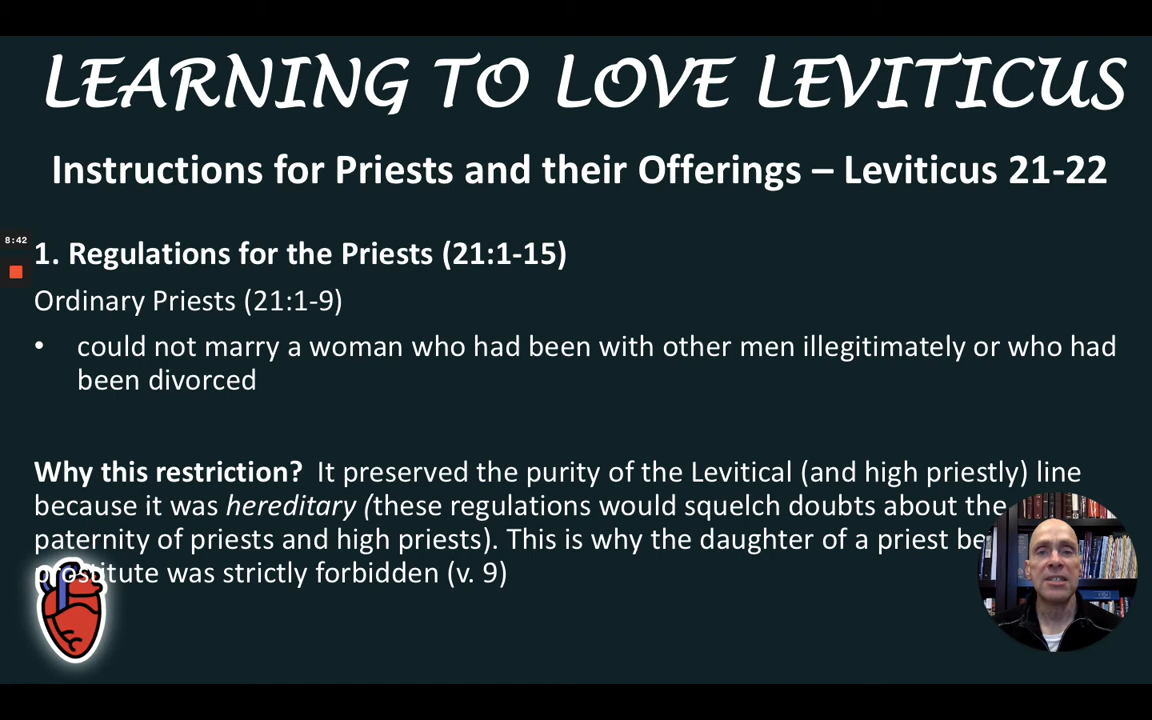 LEARNING TO LOVE LEVITICUS
Instructions for Priests and their Offerings – Leviticus 21-22
8:42
1. Regulations for the Priests (21:1-15)
Ordinary Priests (21:1-9)
• could not marry a woman who had been with other men illegitimately or who had
been divorced
Why this restriction? It preserved the purity of the Levitical (and high priestly) line
because it was hereditary (these regulations would squelch doubts about the
paternity of priests and high priests). This is why the daughter of a priest
prostitute was strictly forbidden (v. 9)